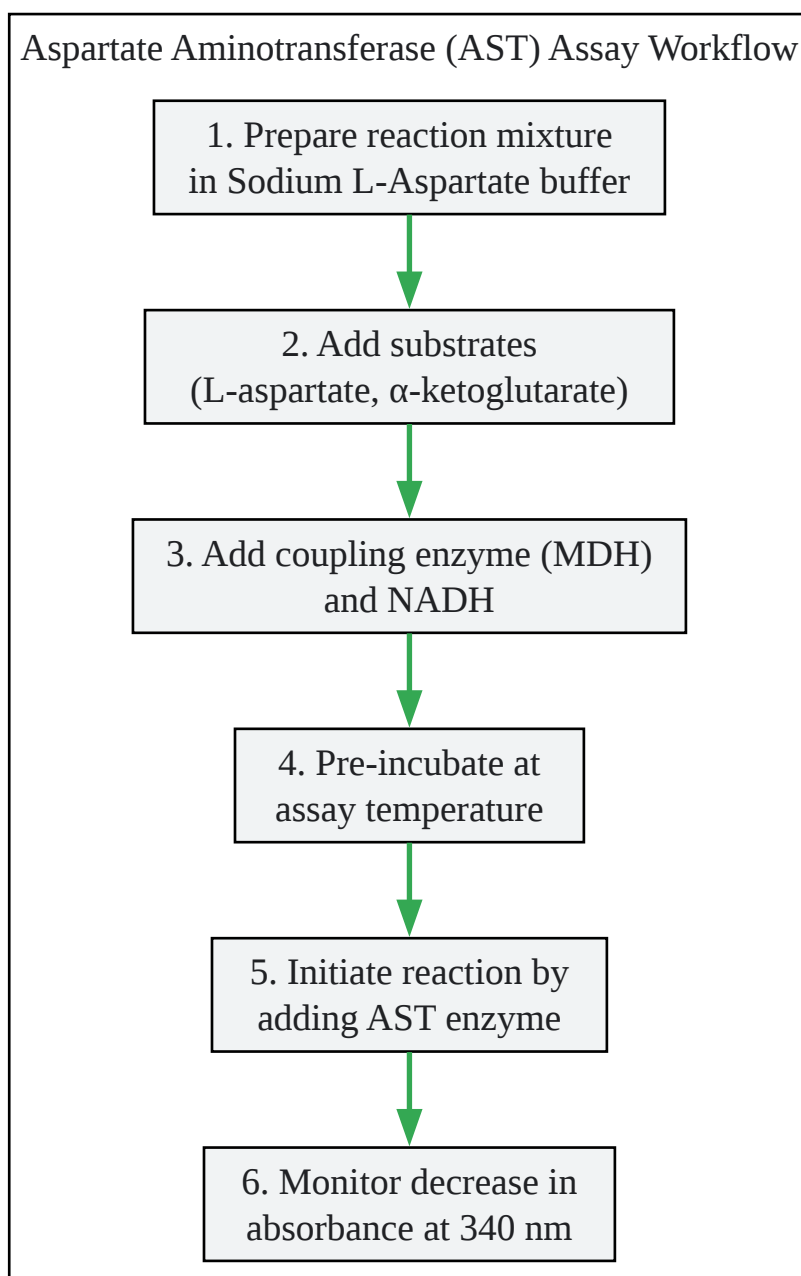 Aspartate Aminotransferase (AST) Assay Workflow
1. Prepare reaction mixture
in Sodium L-Aspartate buffer
2. Add substrates
(L-aspartate, α-ketoglutarate)
3. Add coupling enzyme (MDH)
and NADH
4. Pre-incubate at
assay temperature
5. Initiate reaction by
adding AST enzyme
6. Monitor decrease in
absorbance at 340 nm